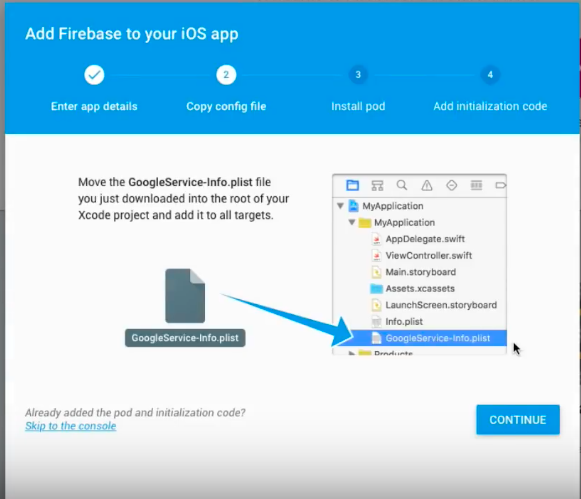 Add Firebase to your iOS app
2
3
4
Enter app details
Copy config file
Install pod
Add initialization code
Move the GoogleService-Info.plist file
you just downloaded into the root of your
Xcode project and add it to all targets.
GoogleService-Info.plist
MyApplication
MyApplication
AppDelegate.swift
ViewController.swift
Main.storyboard
Assets.xcassets
LaunchScreen.storyboard
Info.plist
GoogleService-Info.plist
Products
Already added the pod and initialization code?
Skip to the console
CONTINUE